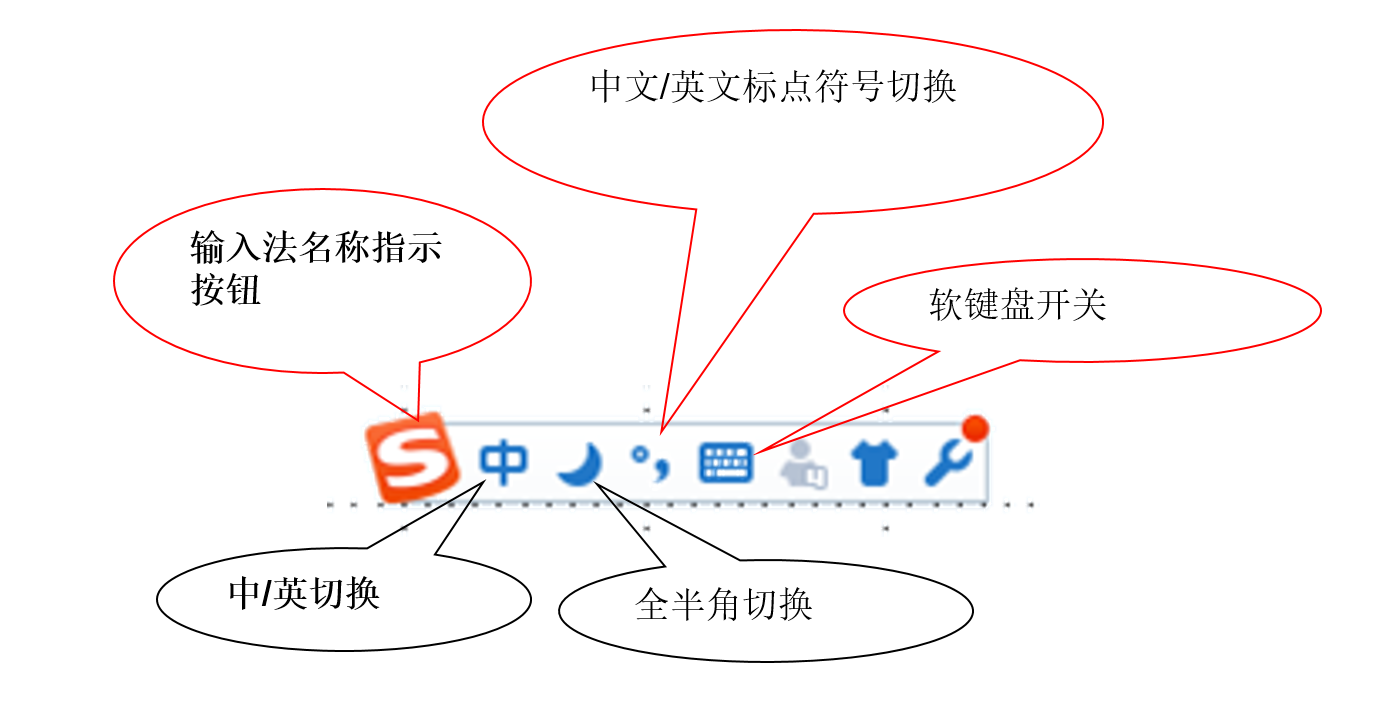 中文/英文标点符号切换
输入法名称指示
按钮
软键盘开关
中
中/英切换
全半角切换